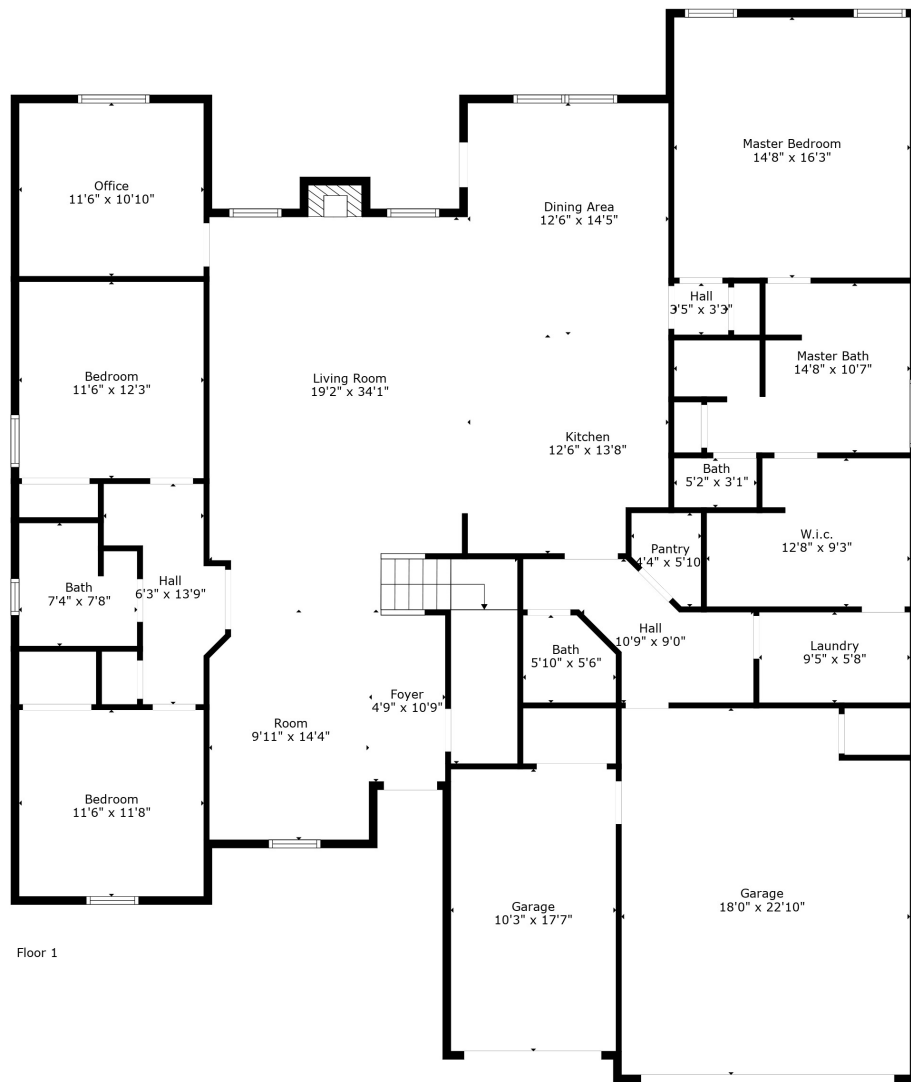 Master Bedroom
14'8" x 16'3"
Office
11'6" x 10'10"
Dining Area
12'6" x 14'5"
Hall
3'5" x 3'3"
Master Bath
14'8" x 10'7"
Bedroom
11'6" x 12'3"
Living Room
19'2" x 34'1"
Kitchen
12'6" x 13'8"
Bath
5'2" x 3'1"
W.i.c.
12'8" x 9'3"
Pantry
4'4" x 5'10"
Bath
7'4" x 7'8"
Hall
6'3" x 13'9"
Hall
10'9" x 9'0"
Bath
5'10" x 5'6"
Laundry
9'5" x 5'8"
Foyer
4'9" x 10'9"
Room
9'11" x 14'4"
Bedroom
11'6" x 11'8"
Garage
10'3" x 17'7"
Garage
18'0" x 22'10"
Floor 1